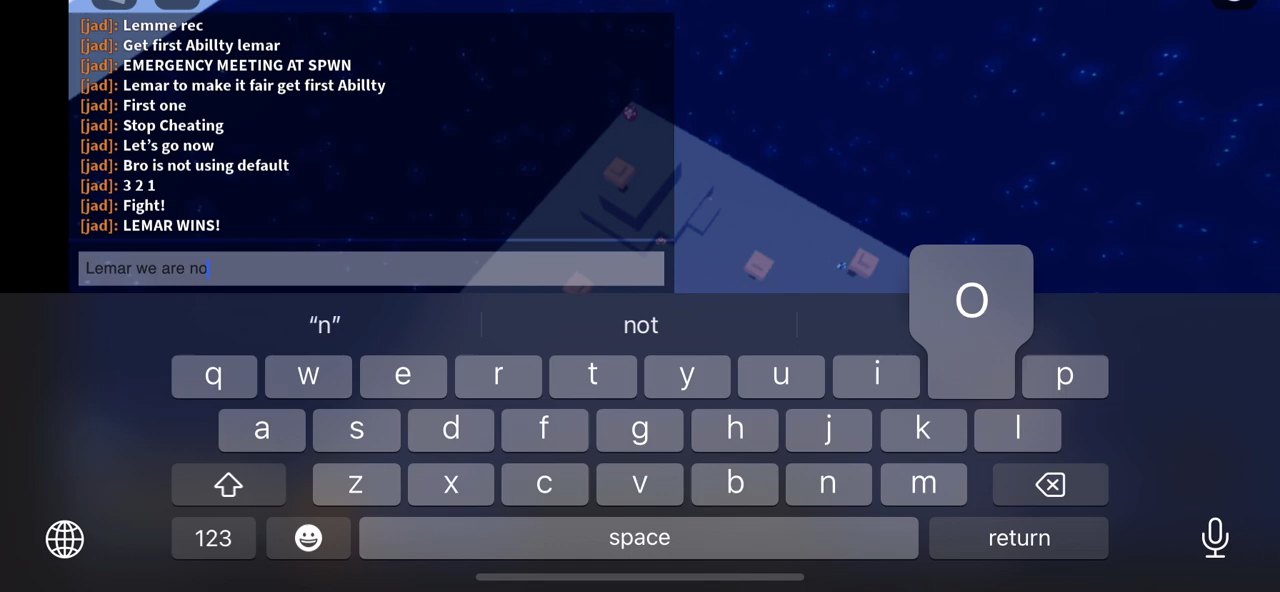 [jad]: Lemme rec
[jad]: Get first Abillty lemar
[jad]: EMERGENCY MEETING AT SPWN
[jad]: Lemar to make it fair get first Abillty
[jad]: First one
[jad]: Stop Cheating
[jad]: Let’s go now
[jad]: Bro is not using default
[jad]: 3 2 1
[jad]: Fight!
[jad]: LEMAR WINS!
Lemar we are no
“n” not
O
q w e r t y u i p
a s d f g h j k l
z x c v b n m
123 space return